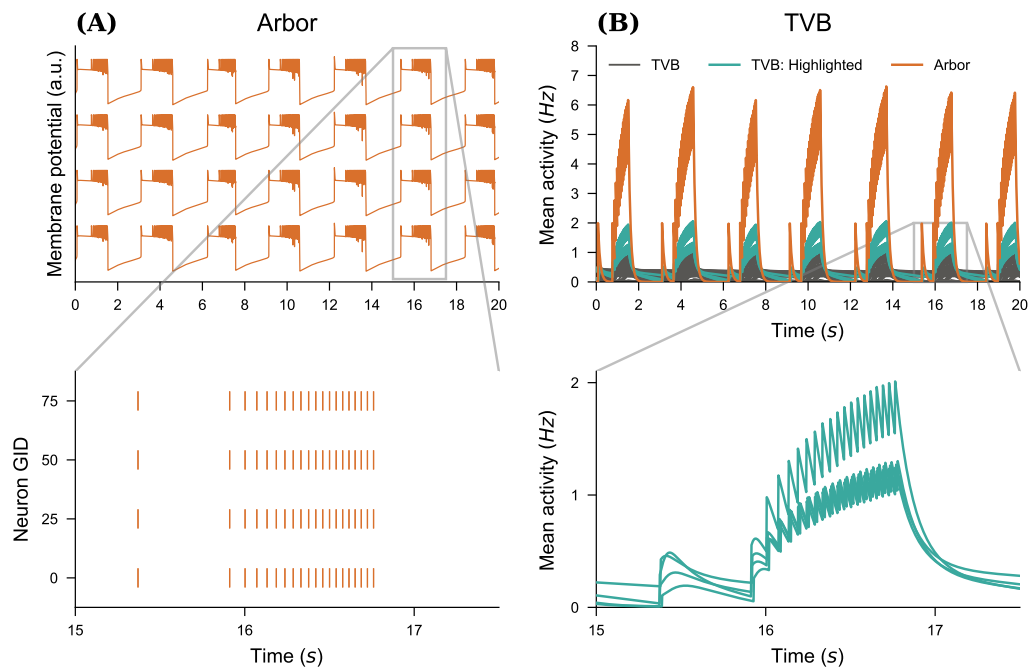 (A) Arbor
Membrane potential (a.u.)
0 2 4 6 8 10 12 14 16 18 20
(B) TVB
TVB TVB: Highlighted Arbor
Mean activity (Hz)
8
7
6
5
4
3
2
1
0
0 2 4 6 8 10 12 14 16 18 20
Time (s)
Neuron GID
75
50
25
0
15 16 17
Time (s)
Mean activity (Hz)
2
1
0
15 16 17
Time (s)